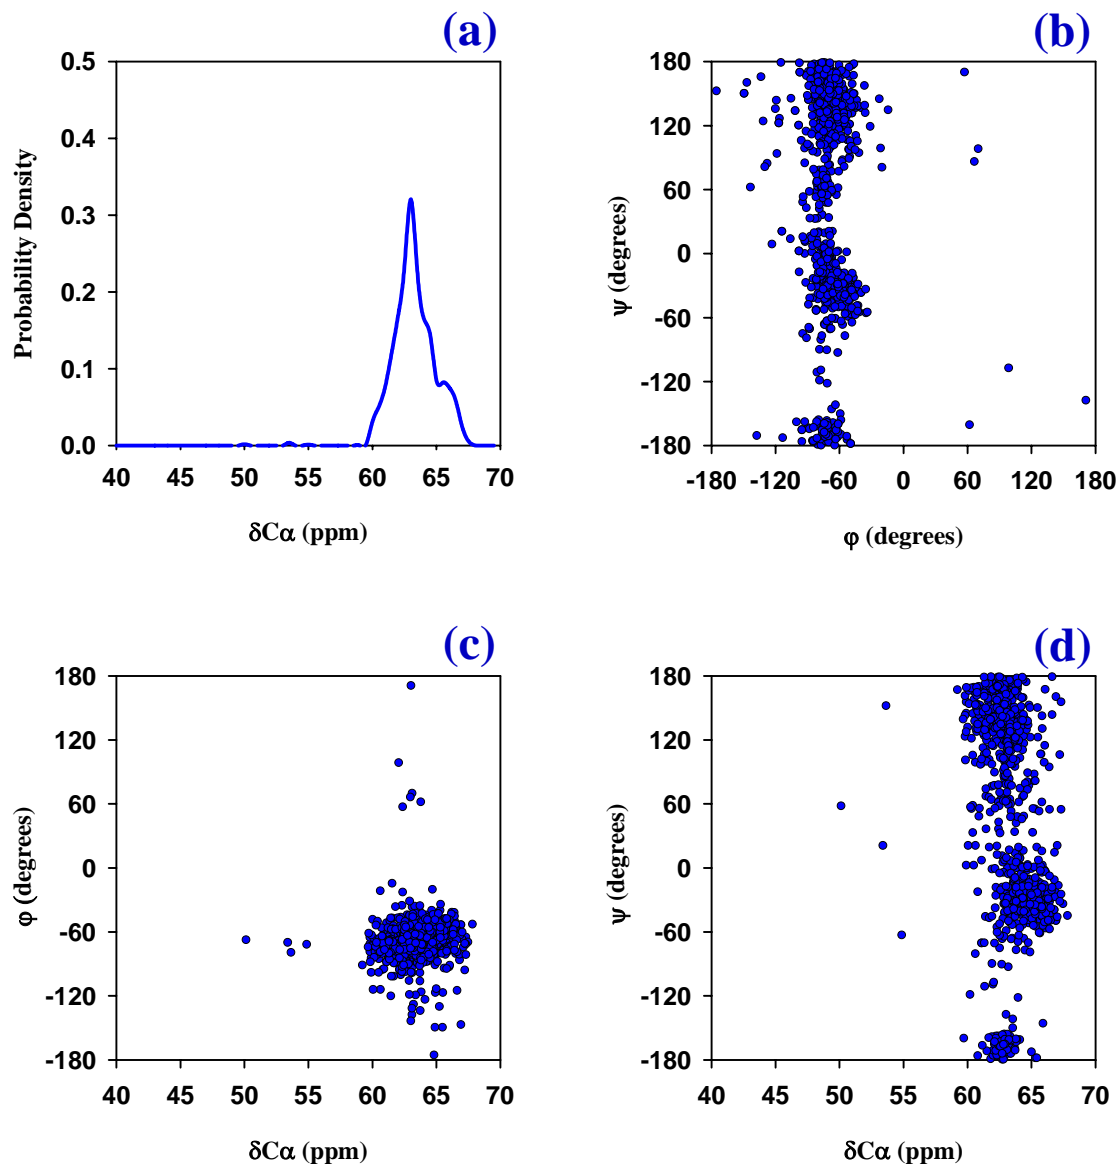 (a)
0.5
0.4
0.3
0.2
0.1
0.0
Probability Density
40 45 50 55 60 65 70
δCα (ppm)
(b)
180
120
60
0
-60
-120
-180
ψ (degrees)
-180 -120 -60 0 60 120 180
φ (degrees)
(c)
180
120
60
0
-60
-120
-180
φ (degrees)
40 45 50 55 60 65 70
δCα (ppm)
(d)
180
120
60
0
-60
-120
-180
ψ (degrees)
40 45 50 55 60 65 70
δCα (ppm)